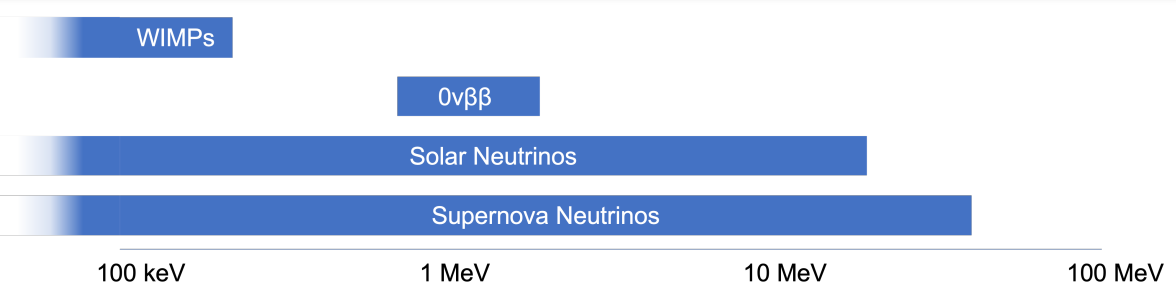 WIMPs
0νββ
Solar Neutrinos
Supernova Neutrinos
100 keV 1 MeV 10 MeV 100 MeV